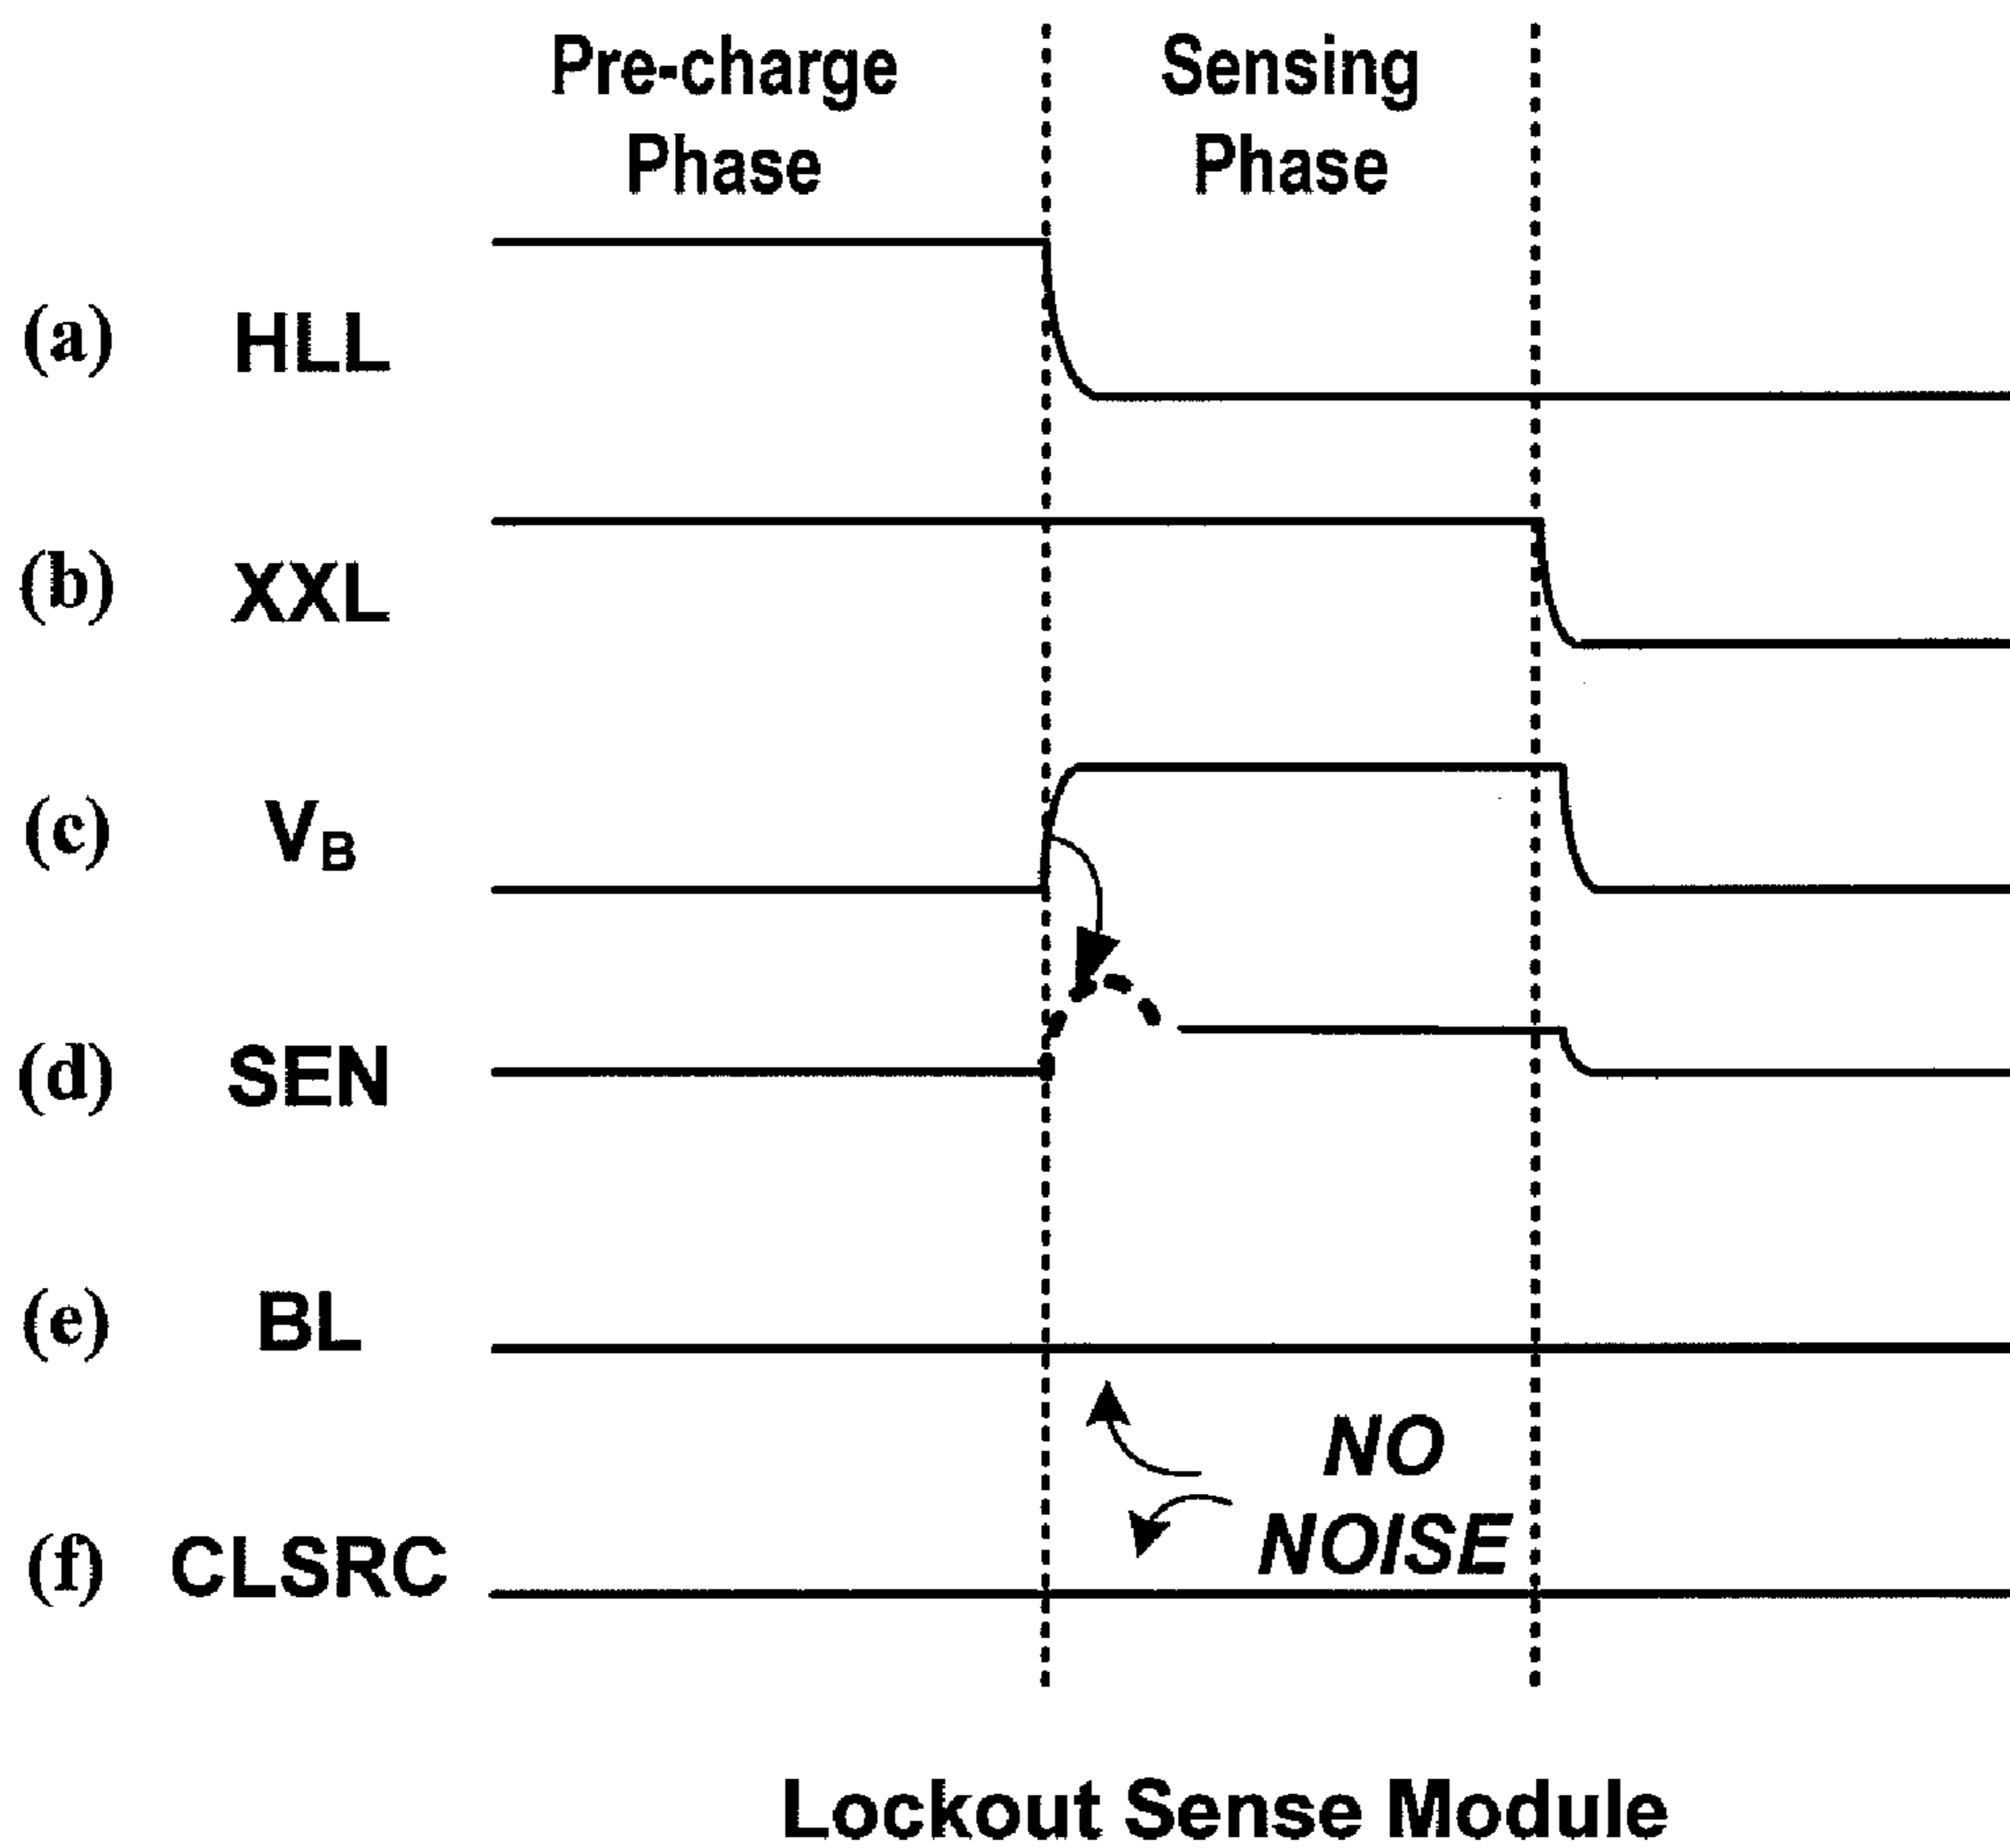 Pre-charge Phase
Sensing Phase
(a) HLL
(b) XXL
(c) VB
(d) SEN
(e) BL
NO
NOISE
(f) CLSRC
Lockout Sense Module